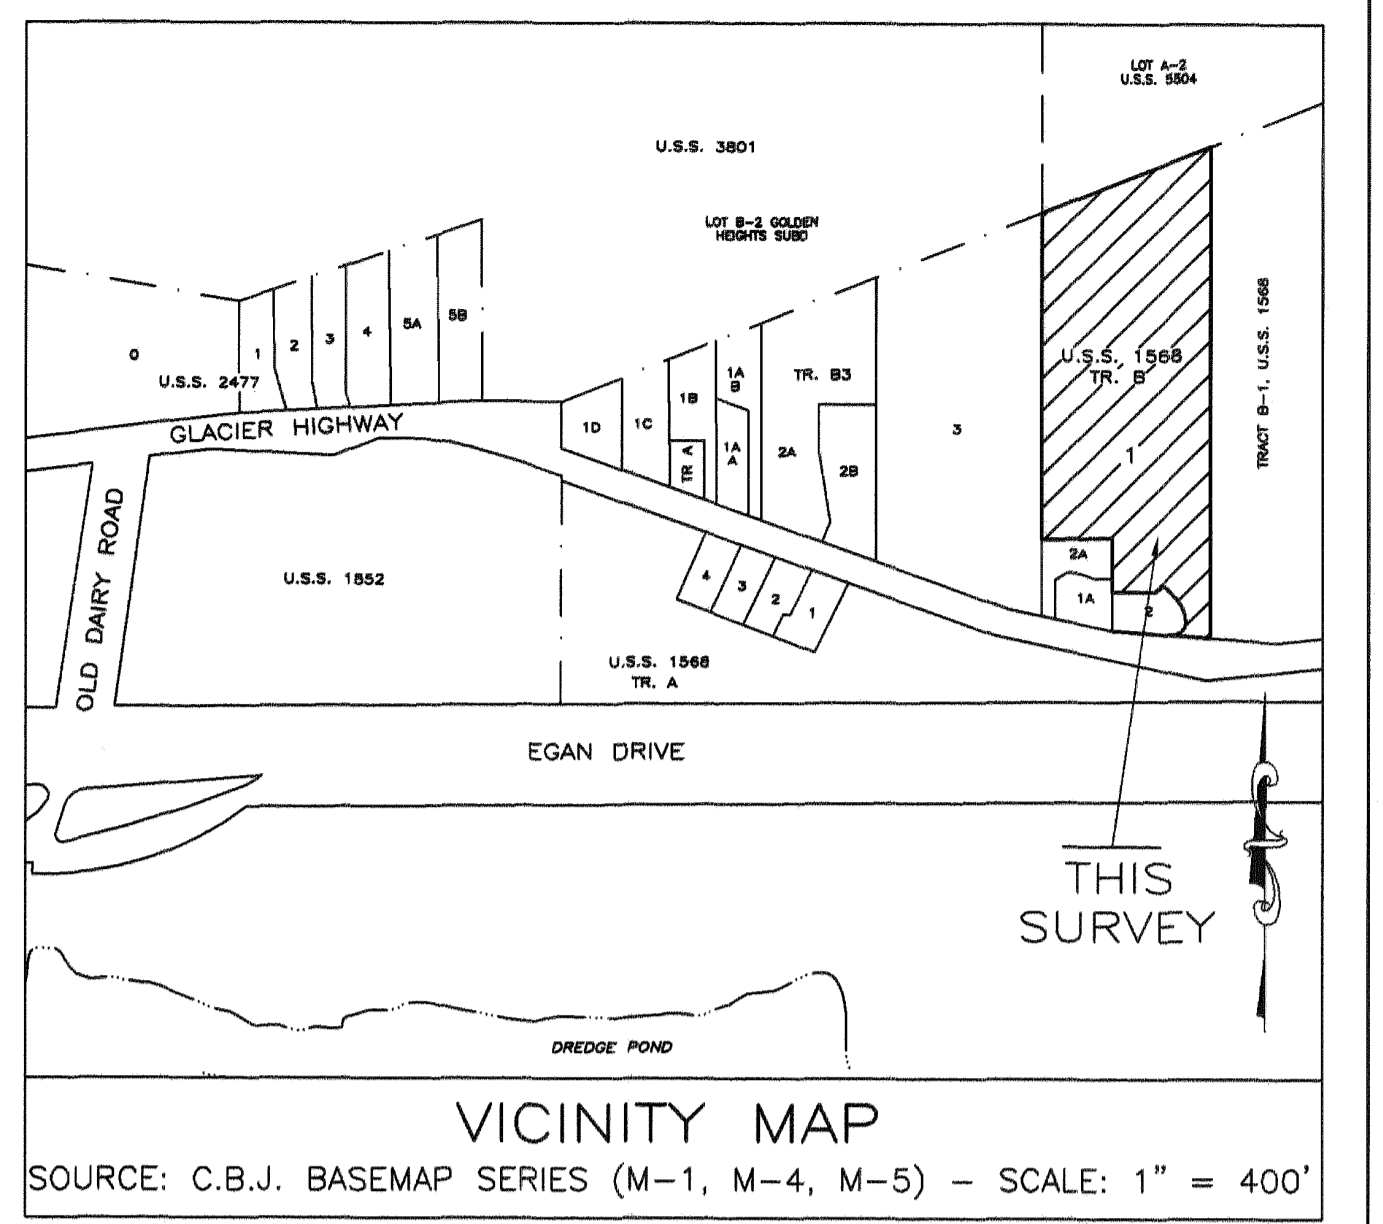 LOT A-2
U.S.S. 5504
U.S.S. 3801
LOT B-2 GOLDEN
HEIGHTS SUBD
TRACT B-1, U.S.S. 1568
0
U.S.S. 2477
1
2
3
4
5A
5B
GLACIER HIGHWAY
OLD DAIRY ROAD
1D
1C
1B
TR A
1A
B
1A
A
2A
TR. B3
2B
3
U.S.S. 1568
TR. B
1
2A
1A
2
U.S.S. 1852
4
3
2
1
U.S.S. 1568
TR. A
EGAN DRIVE
THIS
SURVEY
DREDGE POND
VICINITY MAP
SOURCE: C.B.J. BASEMAP SERIES (M-1, M-4, M-5) - SCALE: 1" = 400'